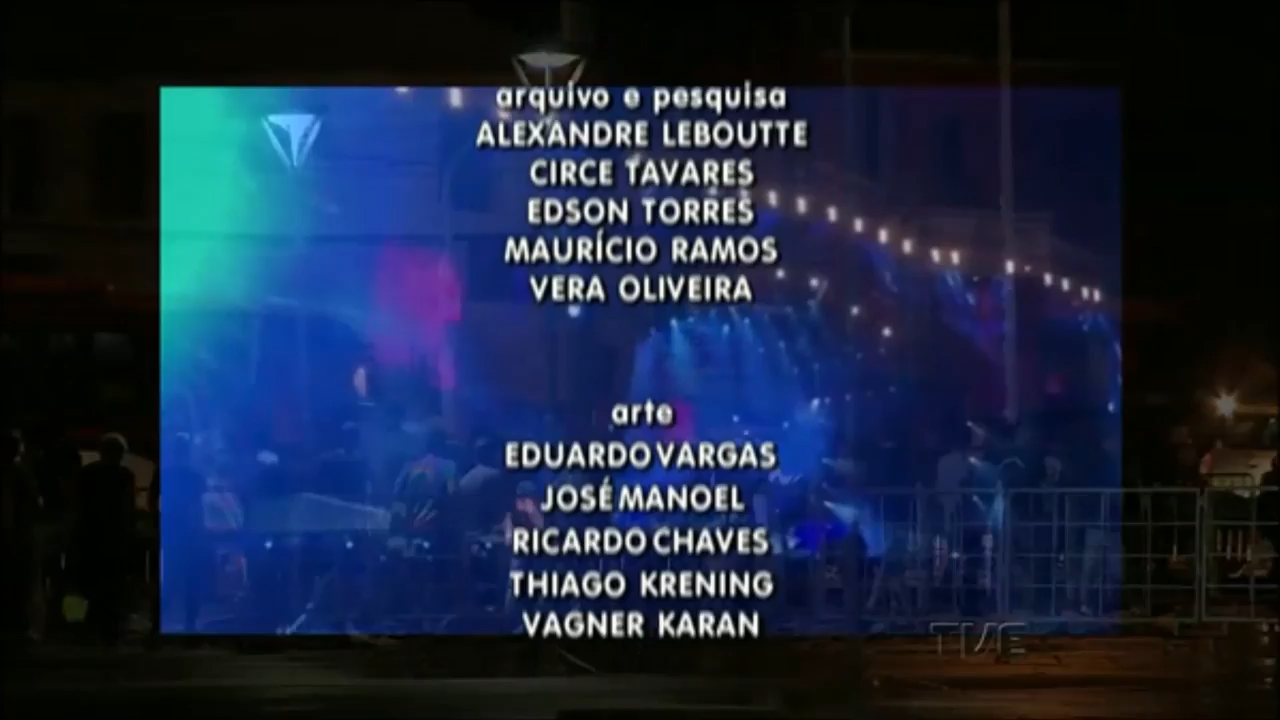 arquivo e pesquisa
ALEXANDRE LEBOUTTE
CIRCE TAVARES
EDSON TORRES
MAURÍCIO RAMOS
VERA OLIVEIRA
arte
EDUARDO VARGAS
JOSÉ MANOEL
RICARDO CHAVES
THIAGO KRENING
VAGNER KARAN
TVE